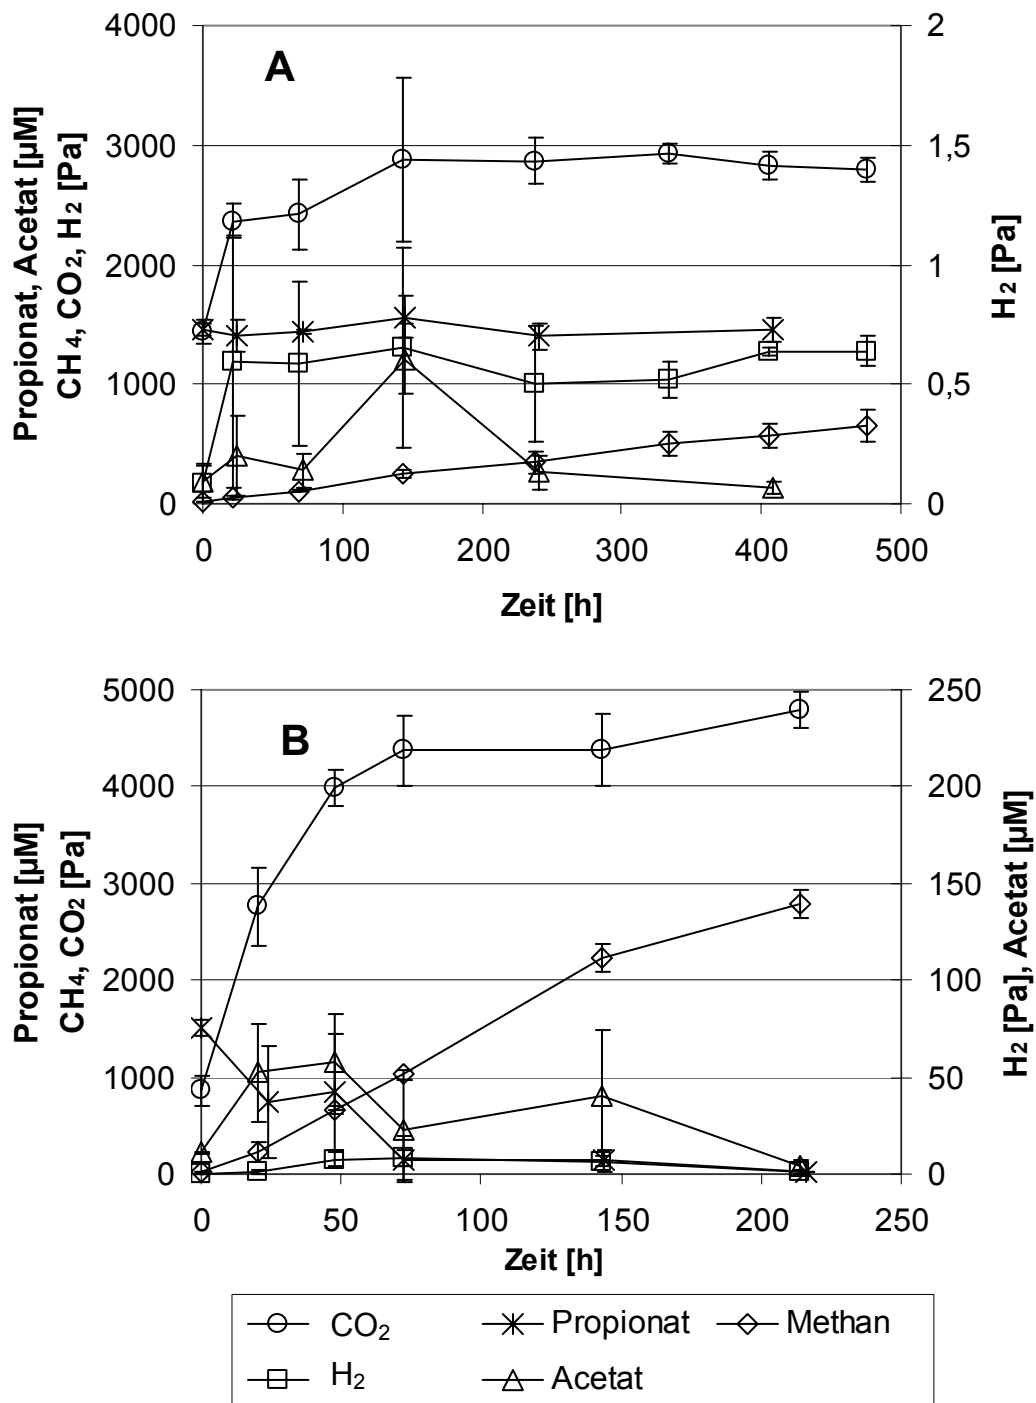 4000
3000
2000
1000
0
A
2
1,5
1
0,5
0
Propionat, Acetat [µM]
CH4, CO2, H2 [Pa]
H2 [Pa]
0 100 200 300 400 500
Zeit [h]
5000
4000
3000
2000
1000
0
B
250
200
150
100
50
0
Propionat [µM]
CH4, CO2 [Pa]
H2 [Pa], Acetat [µM]
0 50 100 150 200 250
Zeit [h]
CO2 Propionat Methan
H2 Acetat